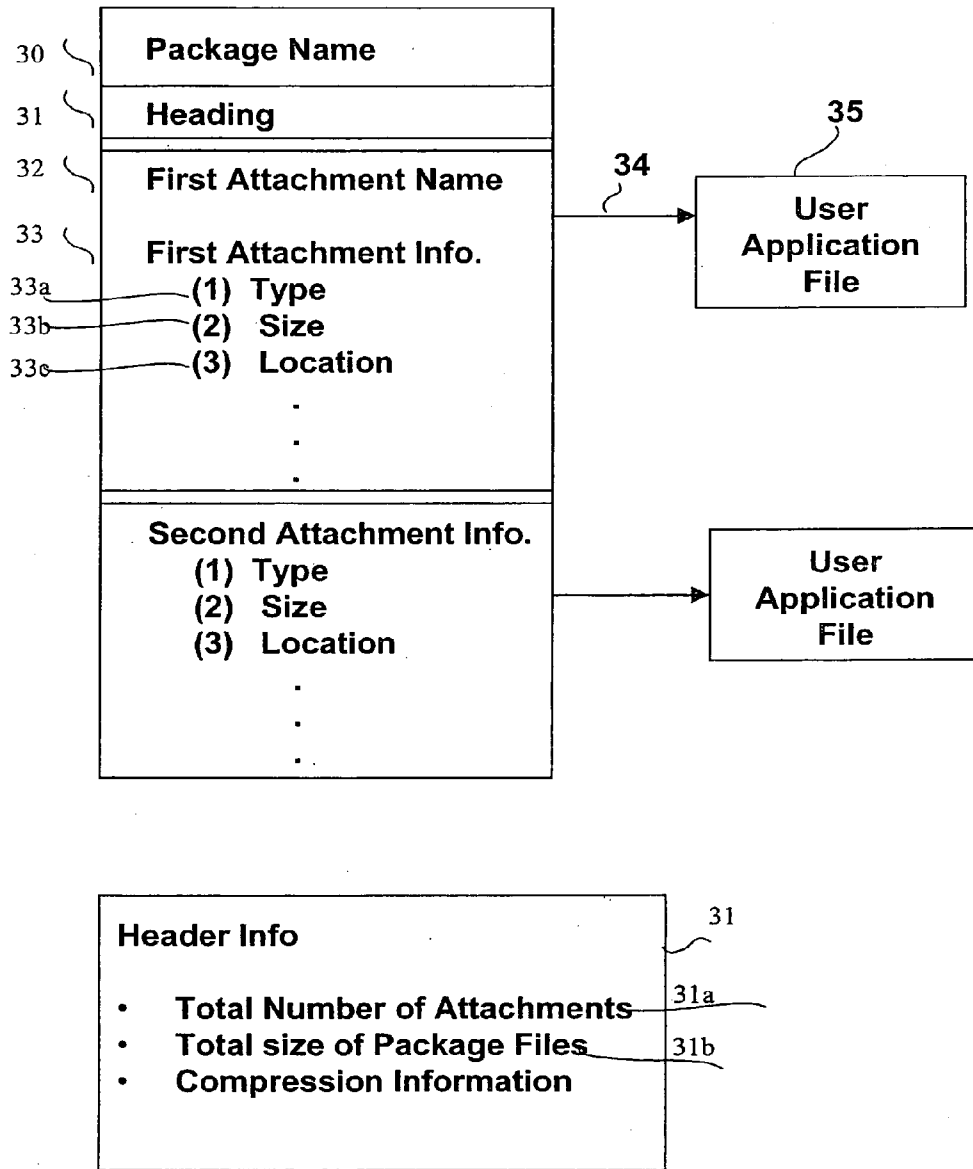 30
Package Name
31
Heading
32
First Attachment Name
33
First Attachment Info.
33a
(1) Type
33b
(2) Size
33c
(3) Location
.
.
.
34
35
User
Application
File
Second Attachment Info.
(1) Type
(2) Size
(3) Location
.
.
.
User
Application
File
Header Info
31
• Total Number of Attachments
31a
• Total size of Package Files
31b
• Compression Information